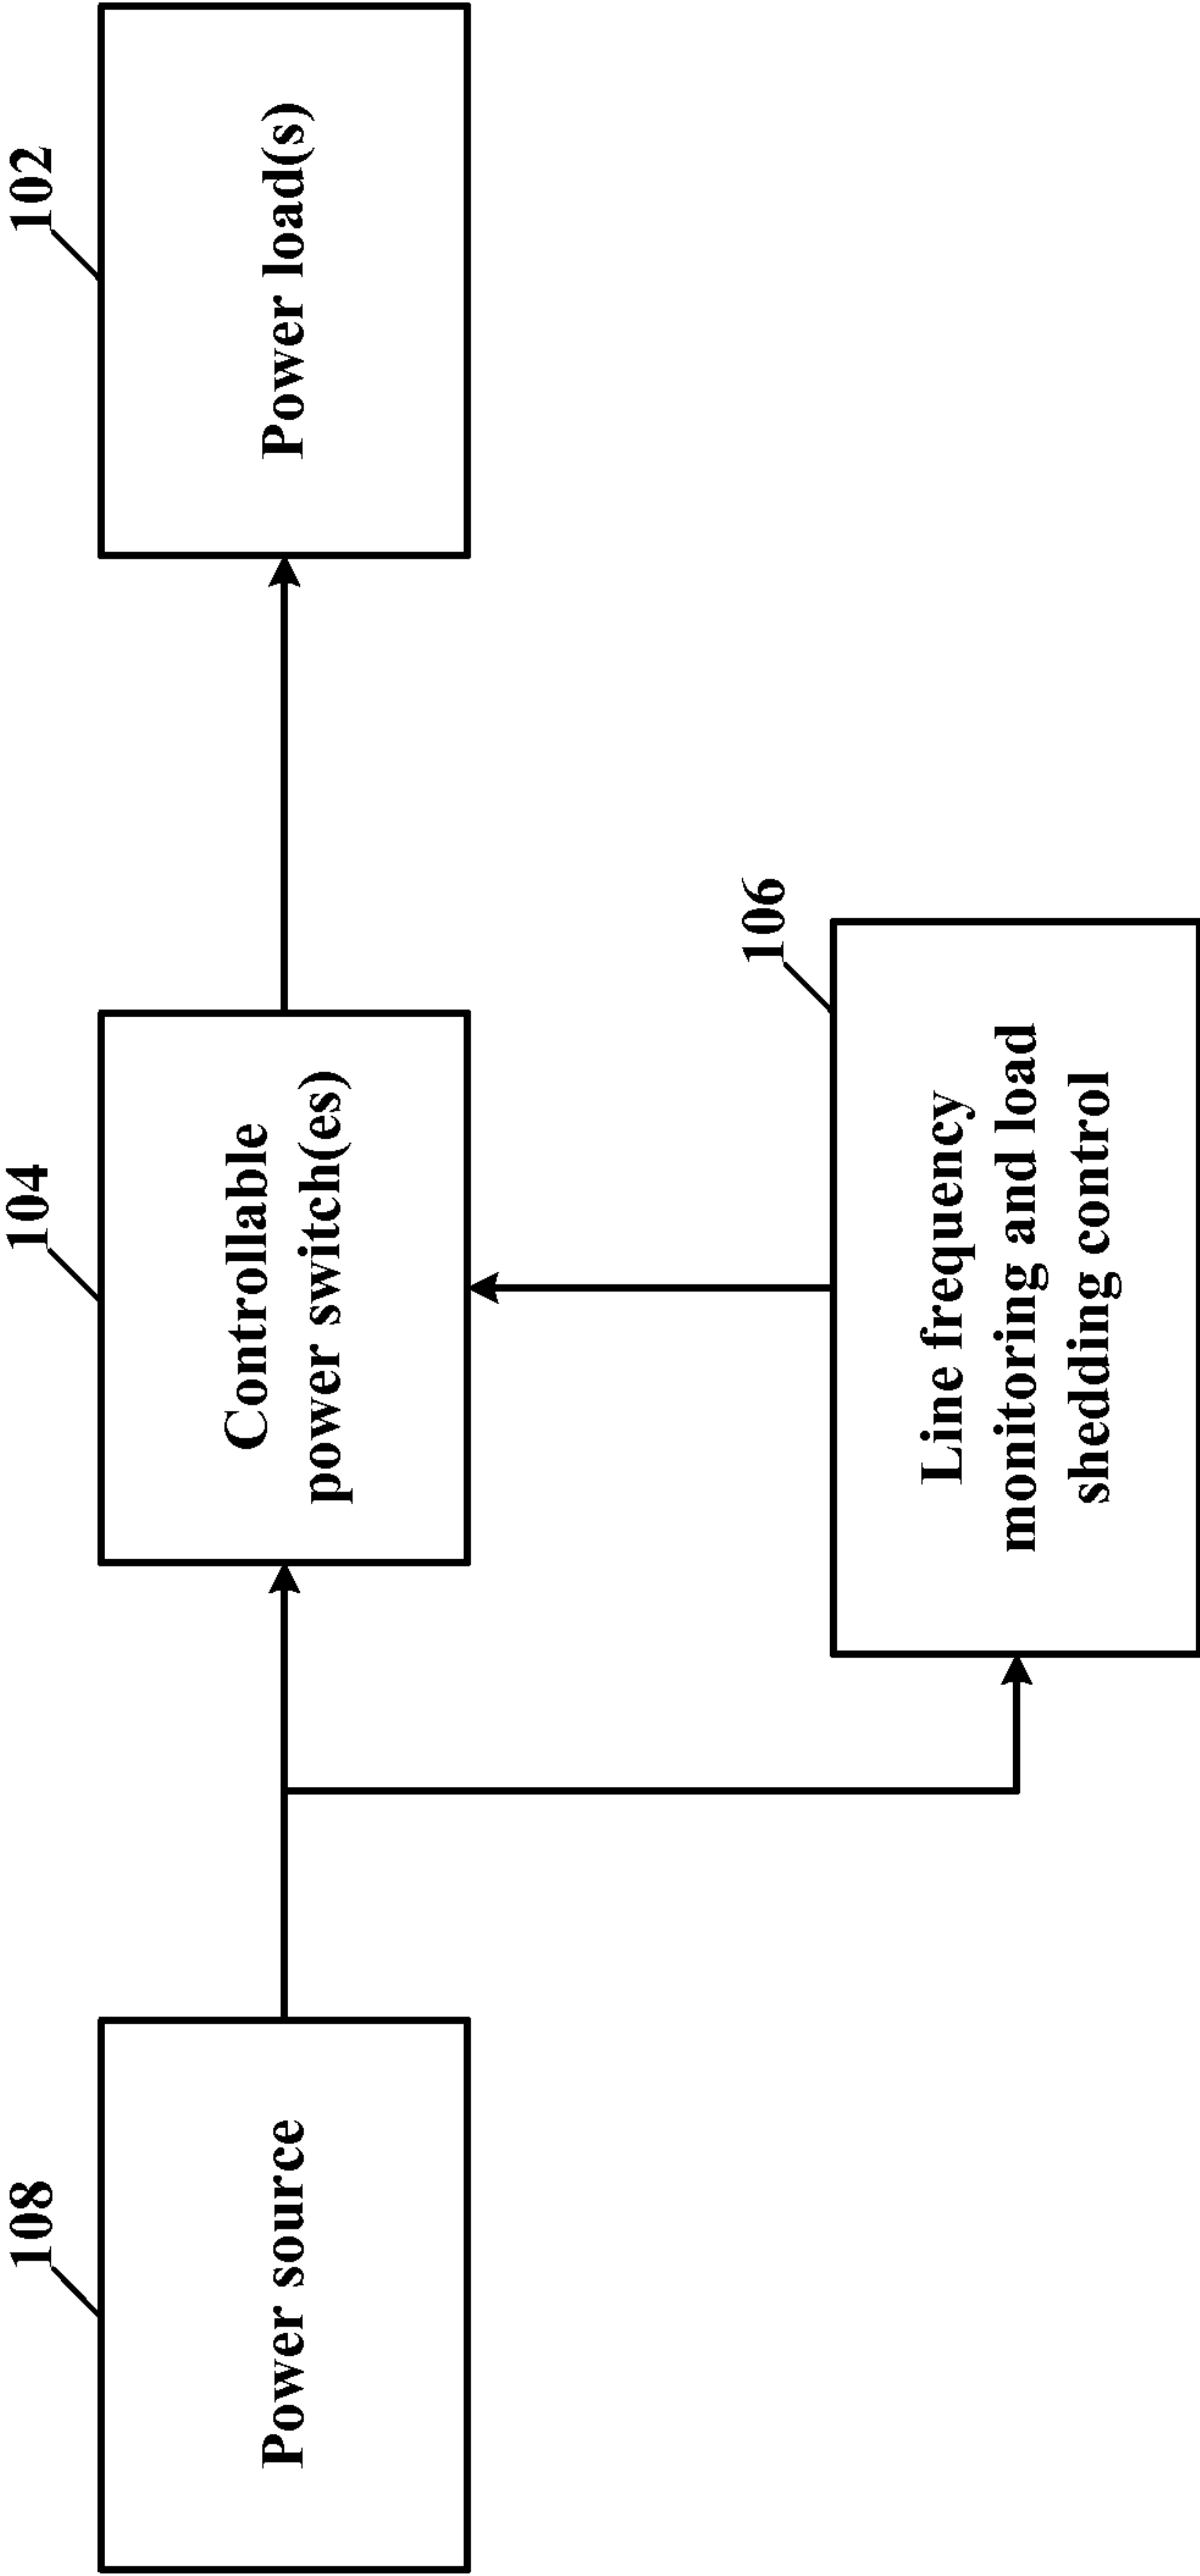 108
Power source
104
Controllable
power switch(es)
102
Power load(s)
106
Line frequency
monitoring and load
shedding control